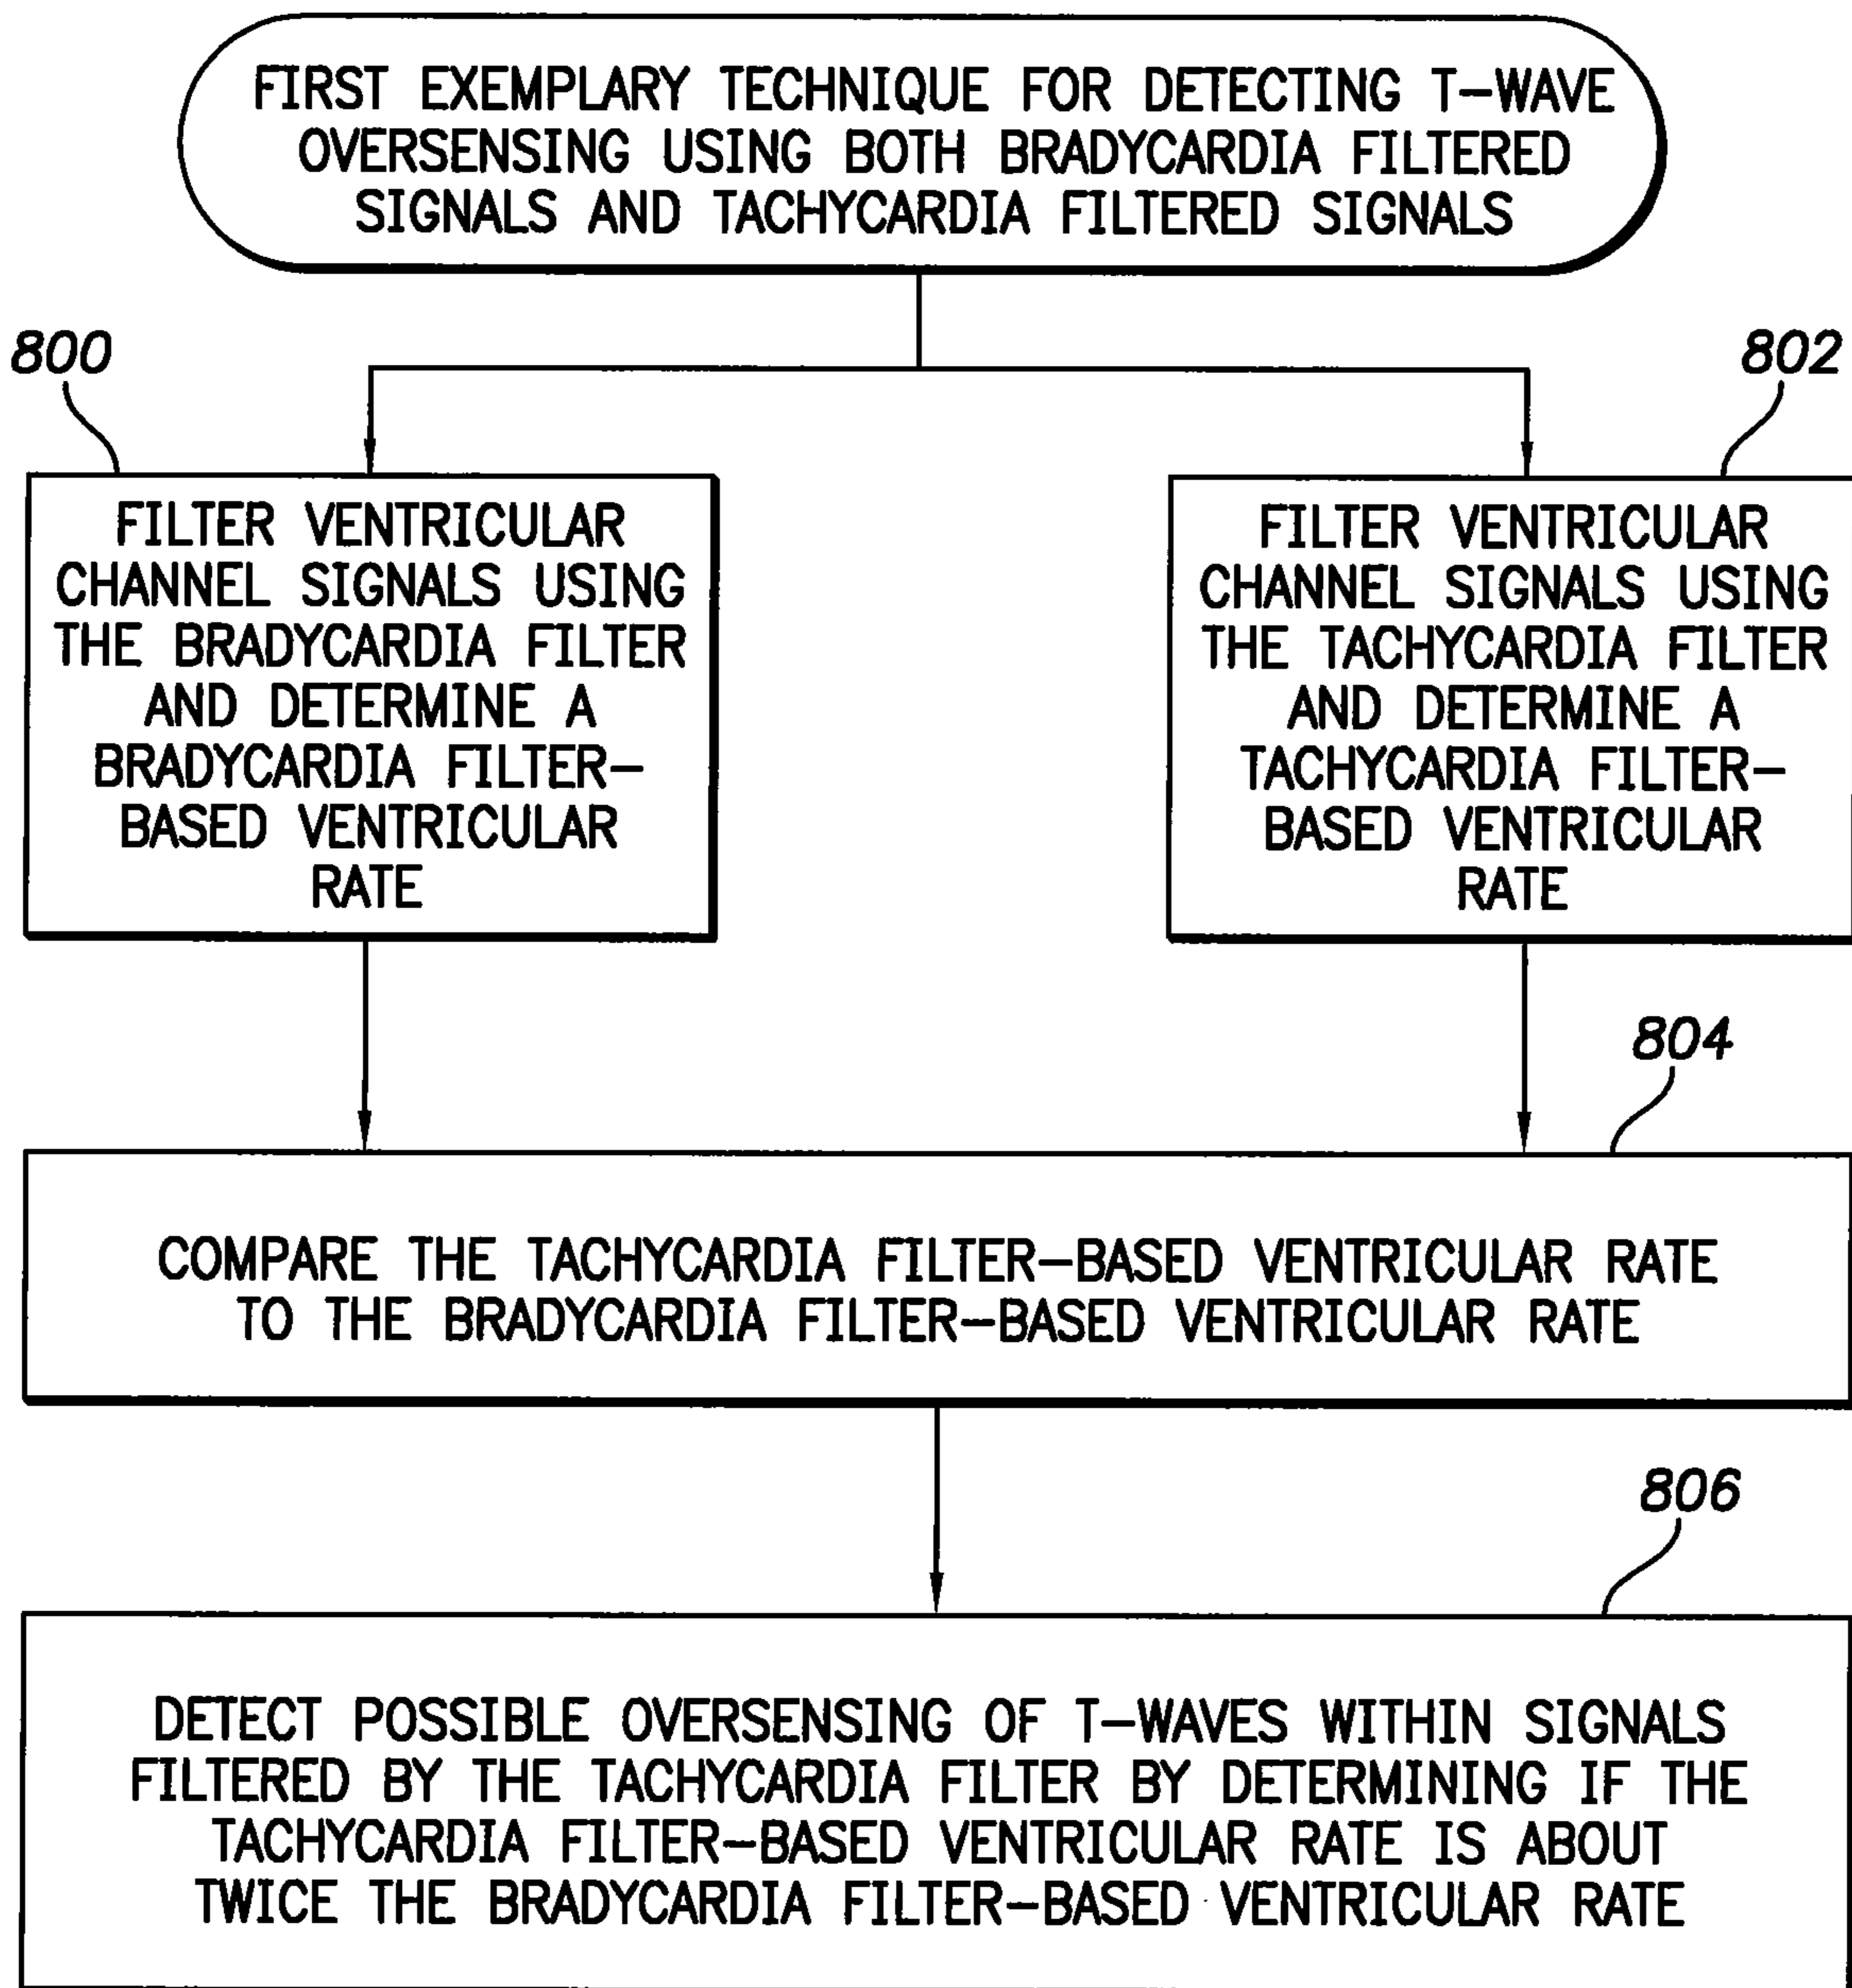 FIRST EXEMPLARY TECHNIQUE FOR DETECTING T-WAVE
OVERSENSING USING BOTH BRADYCARDIA FILTERED
SIGNALS AND TACHYCARDIA FILTERED SIGNALS
800
802
FILTER VENTRICULAR
CHANNEL SIGNALS USING
THE BRADYCARDIA FILTER
AND DETERMINE A
BRADYCARDIA FILTER-
BASED VENTRICULAR
RATE
FILTER VENTRICULAR
CHANNEL SIGNALS USING
THE TACHYCARDIA FILTER
AND DETERMINE A
TACHYCARDIA FILTER-
BASED VENTRICULAR
RATE
804
COMPARE THE TACHYCARDIA FILTER-BASED VENTRICULAR RATE
TO THE BRADYCARDIA FILTER-BASED VENTRICULAR RATE
806
DETECT POSSIBLE OVERSENSING OF T-WAVES WITHIN SIGNALS
FILTERED BY THE TACHYCARDIA FILTER BY DETERMINING IF THE
TACHYCARDIA FILTER-BASED VENTRICULAR RATE IS ABOUT
TWICE THE BRADYCARDIA FILTER-BASED VENTRICULAR RATE